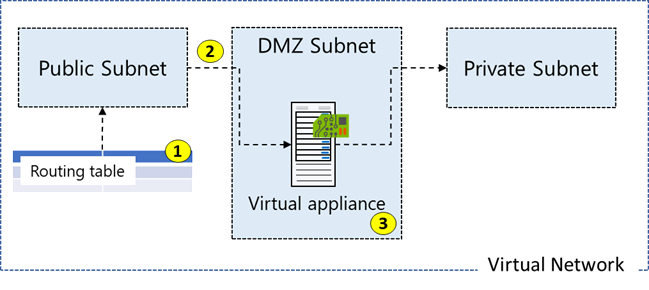 Public Subnet
2
DMZ Subnet
Private Subnet
1
Routing table
Virtual appliance
3
Virtual Network